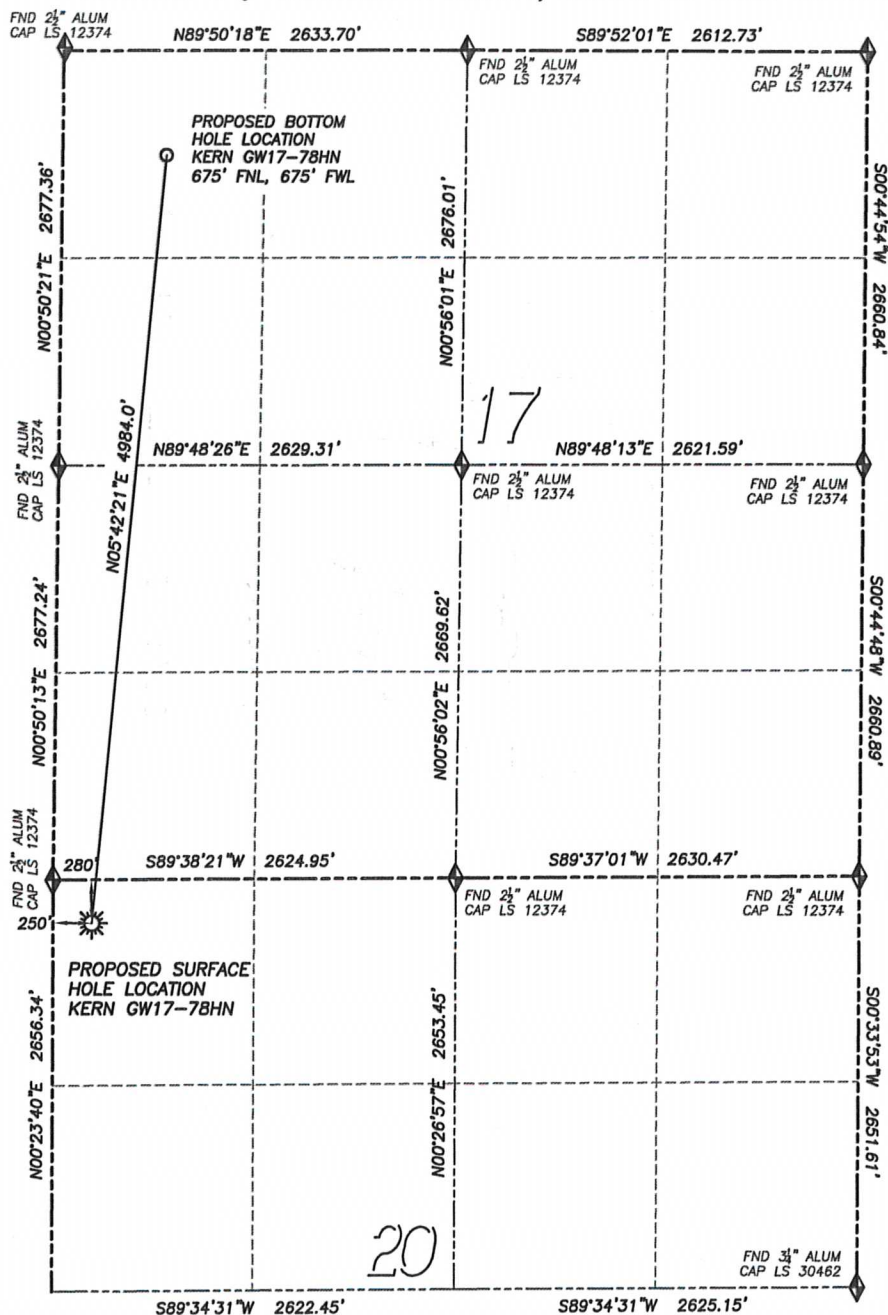 FND 2½" ALUM
CAP LS 12374
N89°50'18"E 2633.70'
S89°52'01"E 2612.73'
FND 2½" ALUM
CAP LS 12374
FND 2½" ALUM
CAP LS 12374
PROPOSED BOTTOM
HOLE LOCATION
KERN GW17-78HN
675' FNL, 675' FWL
N00°50'21"E 2677.36'
N00°56'01"E 2676.01'
S00°44'54"W 2660.84'
17
N89°48'26"E 2629.31'
N89°48'13"E 2621.59'
FND 2½" ALUM
CAP LS 12374
FND 2½" ALUM
CAP LS 12374
FND 2½" ALUM
CAP LS 12374
N05°42'21"E 4984.0'
N00°50'13"E 2677.24'
N00°56'02"E 2669.62'
S00°44'48"W 2660.89'
FND 2½" ALUM
CAP LS 12374
280'
S89°38'21"W 2624.95'
S89°37'01"W 2630.47'
FND 2½" ALUM
CAP LS 12374
FND 2½" ALUM
CAP LS 12374
250'
PROPOSED SURFACE
HOLE LOCATION
KERN GW17-78HN
N00°23'40"E 2656.34'
N00°26'57"E 2653.45'
S00°33'53"W 2651.61'
20
FND 3¼" ALUM
CAP LS 30462
S89°34'31"W 2622.45'
S89°34'31"W 2625.15'